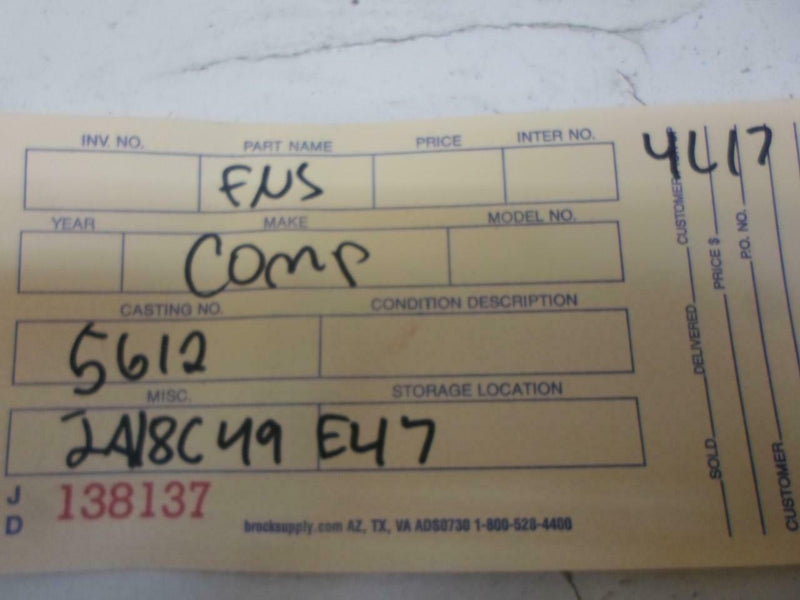 INV. NO. PART NAME PRICE INTER NO.
FNS
YEAR MAKE MODEL NO.
COMP
CASTING NO. CONDITION DESCRIPTION
5612
MISC. STORAGE LOCATION
2A18C49 E47
J D 138137
brocksupply.com AZ, TX, VA ADS0730 1-800-528-4400
4L17
SOLD DELIVERED CUSTOMER
PRICE $
P.O. NO.
CUSTOMER